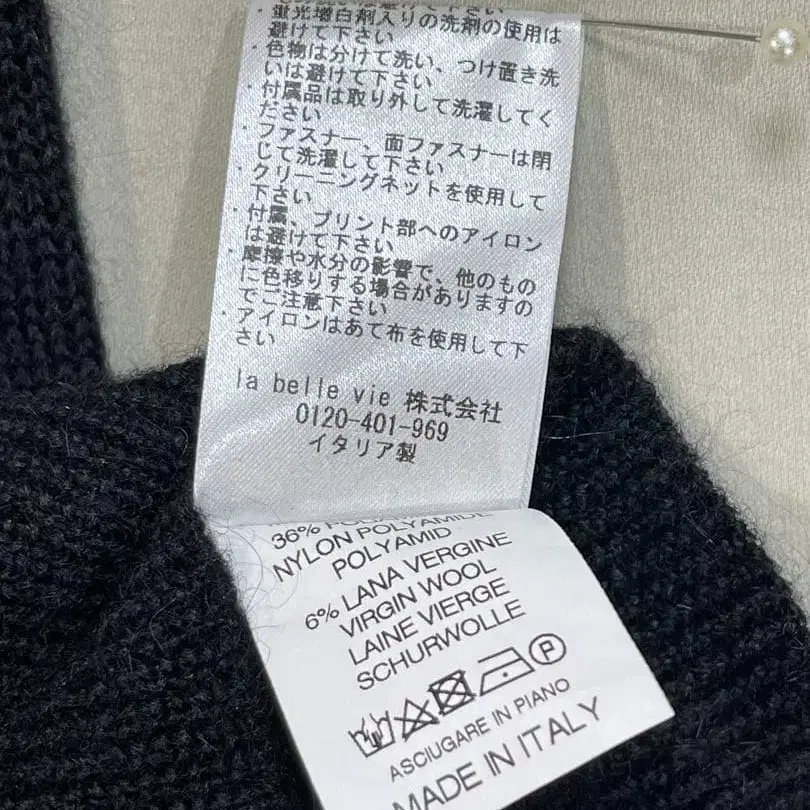 ・蛍光増白剤入りの洗剤の使用は
避けて下さい
・色物は分けて洗い、つけ置き洗
いは避けて下さい
・付属品は取り外して洗濯してく
ださい
・ファスナー、面ファスナーは閉
じて洗濯して下さい
・クリーニングネットを使用して
下さい
・付属、プリント部へのアイロン
は避けて下さい
・摩擦や水分の影響で、他のもの
に色移りする場合がありますの
でご注意下さい
・アイロンはあて布を使用して下
さい
la belle vie 株式会社
0120-401-969
イタリア製
36%
NYLON POLYAMIDE
POLYAMID
6% LANA VERGINE
VIRGIN WOOL
LAINE VIERGE
SCHURWOLLE
P
ASCIUGARE IN PIANO
MADE IN ITALY